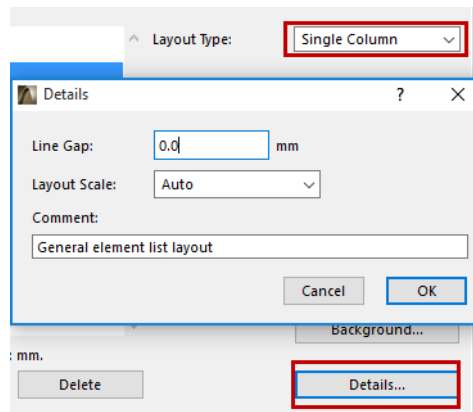 Layout Type: Single Column
Details ? X
Line Gap: 0.0 mm
Layout Scale: Auto
Comment:
General element list layout
Cancel OK
Background...
: mm.
Delete Details...